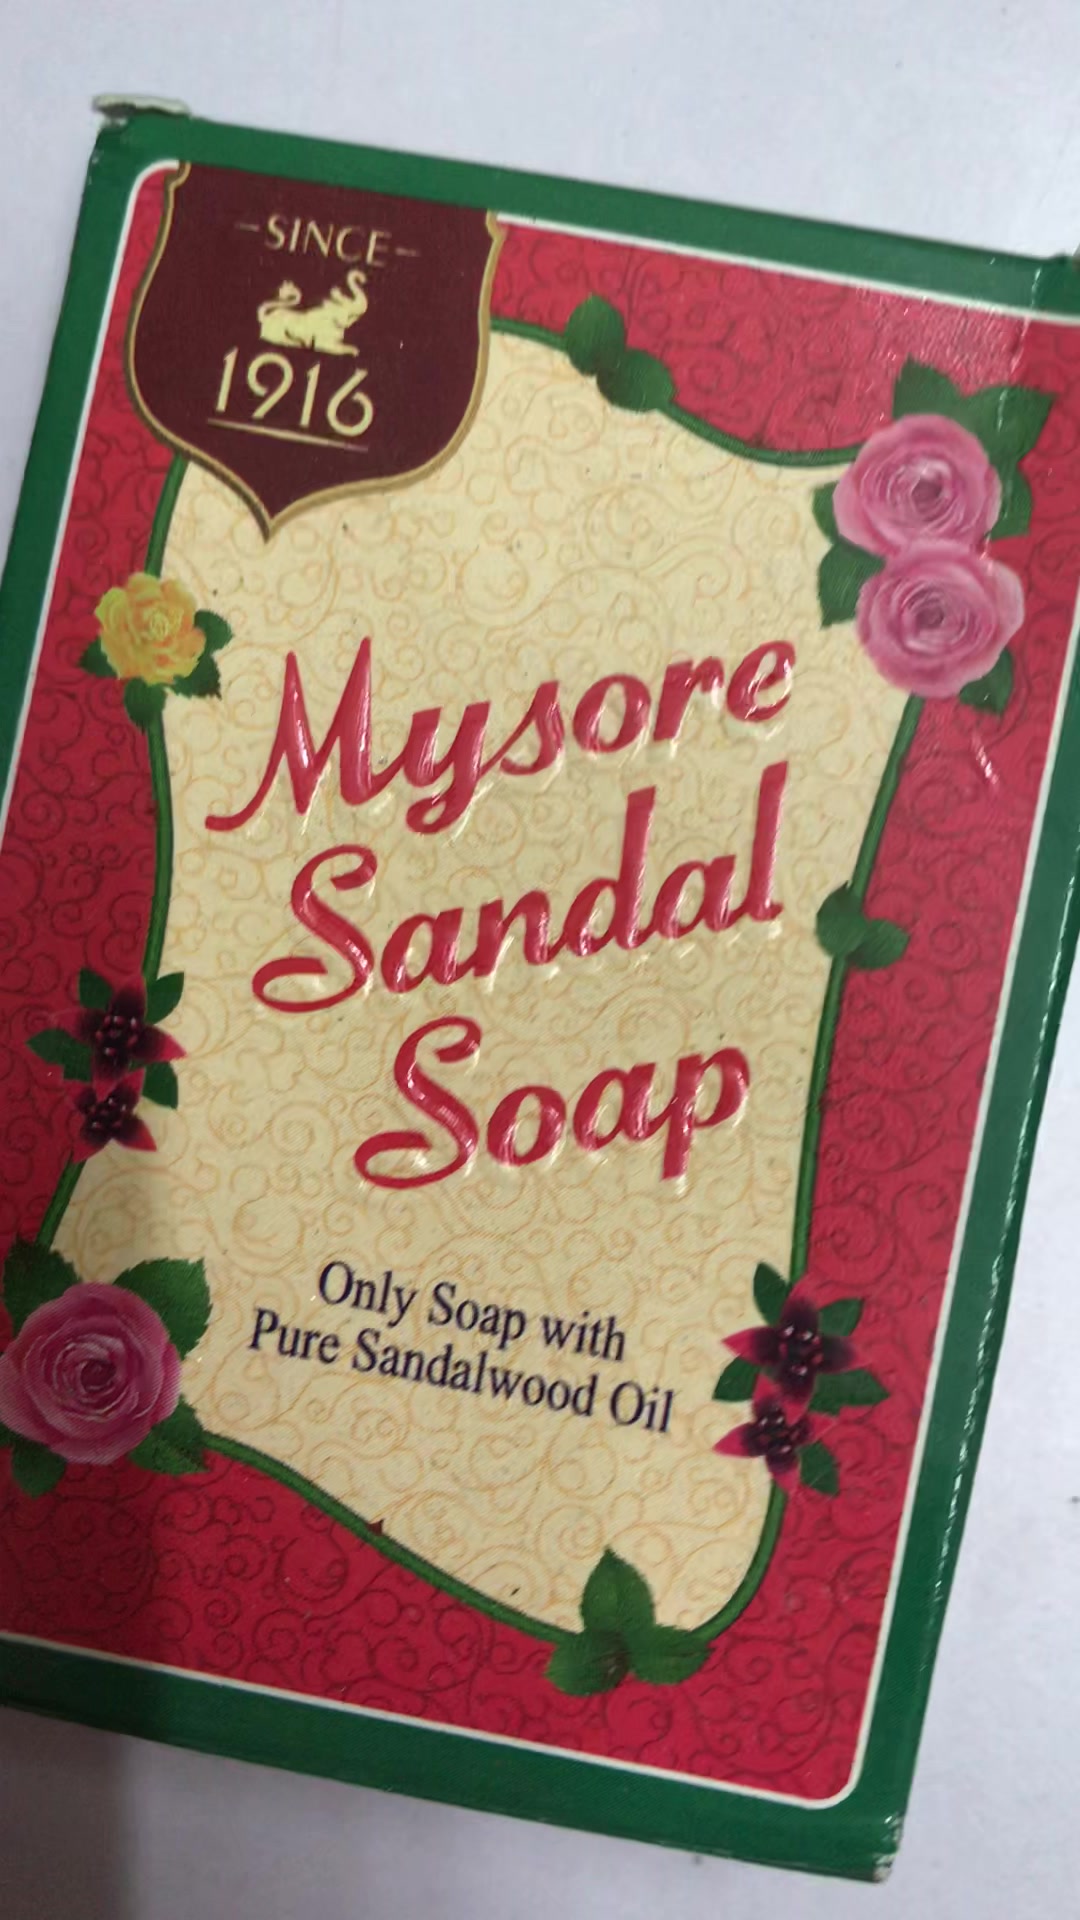 -SINCE-
1916
Mysore
Sandal
Soap
Only Soap with
Pure Sandalwood Oil